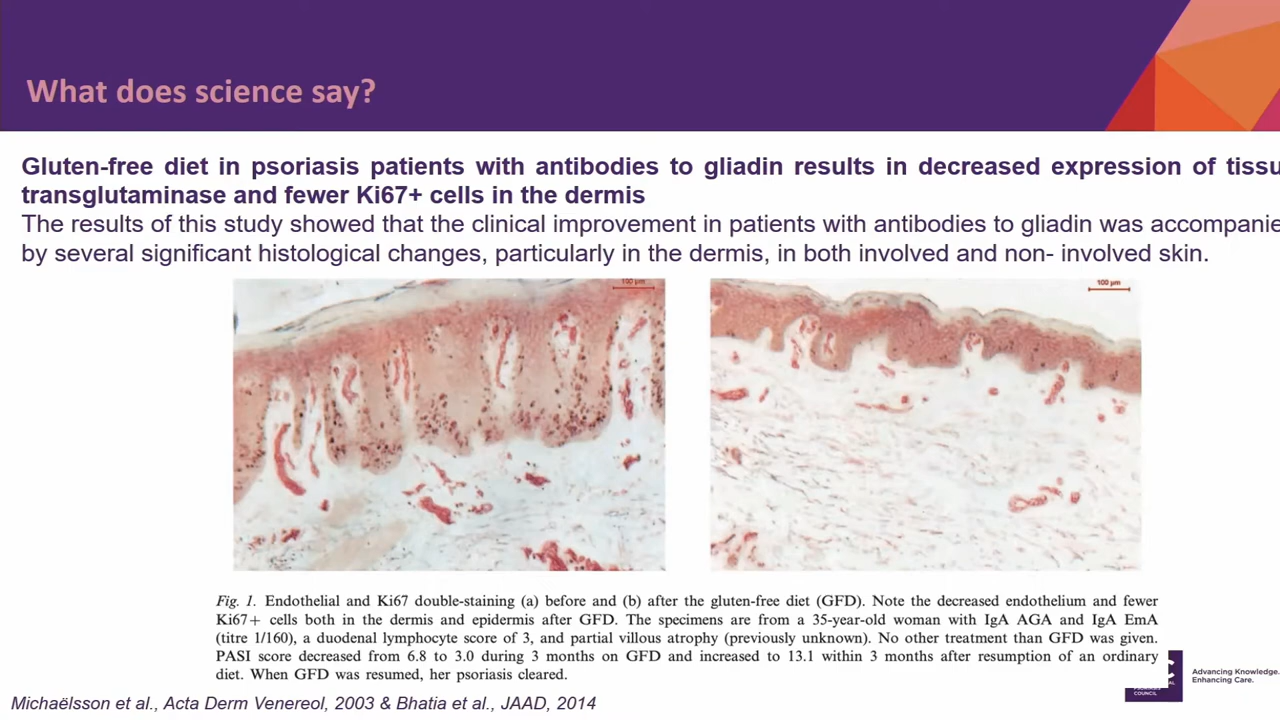 What does science say?
Gluten-free diet in psoriasis patients with antibodies to gliadin results in decreased expression of tissu
transglutaminase and fewer Ki67+ cells in the dermis
The results of this study showed that the clinical improvement in patients with antibodies to gliadin was accompanie
by several significant histological changes, particularly in the dermis, in both involved and non- involved skin.
100 µm
100 µm
Fig. 1. Endothelial and Ki67 double-staining (a) before and (b) after the gluten-free diet (GFD). Note the decreased endothelium and fewer
Ki67+ cells both in the dermis and epidermis after GFD. The specimens are from a 35-year-old woman with IgA AGA and IgA EmA
(titre 1/160), a duodenal lymphocyte score of 3, and partial villous atrophy (previously unknown). No other treatment than GFD was given.
PASI score decreased from 6.8 to 3.0 during 3 months on GFD and increased to 13.1 within 3 months after resumption of an ordinary
diet. When GFD was resumed, her psoriasis cleared.
COUNCIL
Advancing Knowledge.
Enhancing Care.
Michaëlsson et al., Acta Derm Venereol, 2003 & Bhatia et al., JAAD, 2014